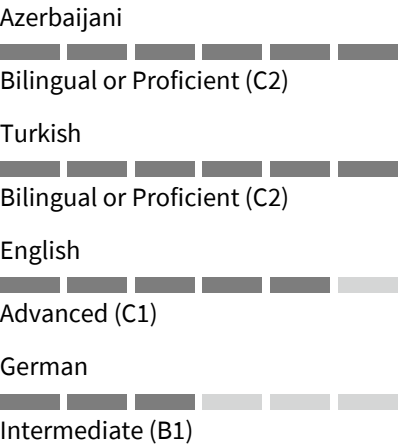 Azerbaijani
Bilingual or Proficient (C2)
Turkish
Bilingual or Proficient (C2)
English
Advanced (C1)
German
Intermediate (B1)